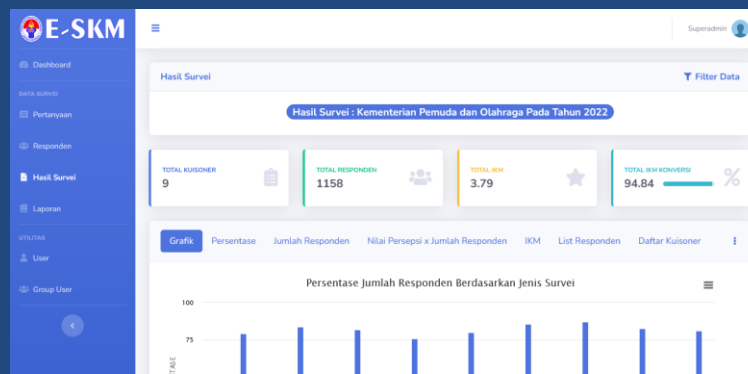 E-SKM
Superadmin
Dashboard
DATA SURVEI
Pertanyaan
Responden
Hasil Survei
Laporan
UTILITAS
User
Group User
Hasil Survei
Filter Data
Hasil Survei : Kementerian Pemuda dan Olahraga Pada Tahun 2022
TOTAL KUISONER
9
TOTAL RESPONDEN
1158
TOTAL IKM
3.79
TOTAL IKM KONVERSI
94.84
Grafik Persentase Jumlah Responden Nilai Persepsi x Jumlah Responden IKM List Responden Daftar Kuisoner
Persentase Jumlah Responden Berdasarkan Jenis Survei
100
75